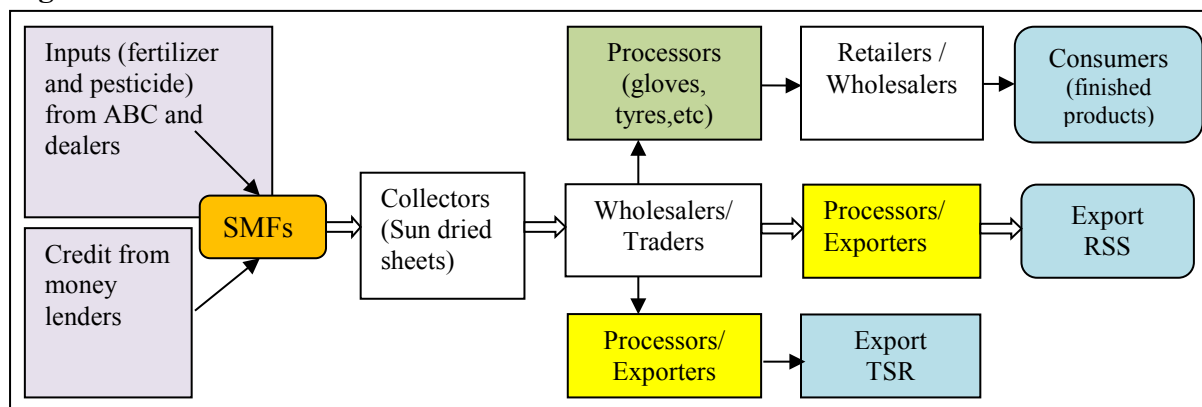 Inputs (fertilizer
and pesticide)
from ABC and
dealers
Credit from
money
lenders
SMFs
Collectors
(Sun dried
sheets)
Processors
(gloves,
tyres,etc)
Retailers /
Wholesalers
Consumers
(finished
products)
Wholesalers/
Traders
Processors/
Exporters
Export
RSS
Processors/
Exporters
Export
TSR